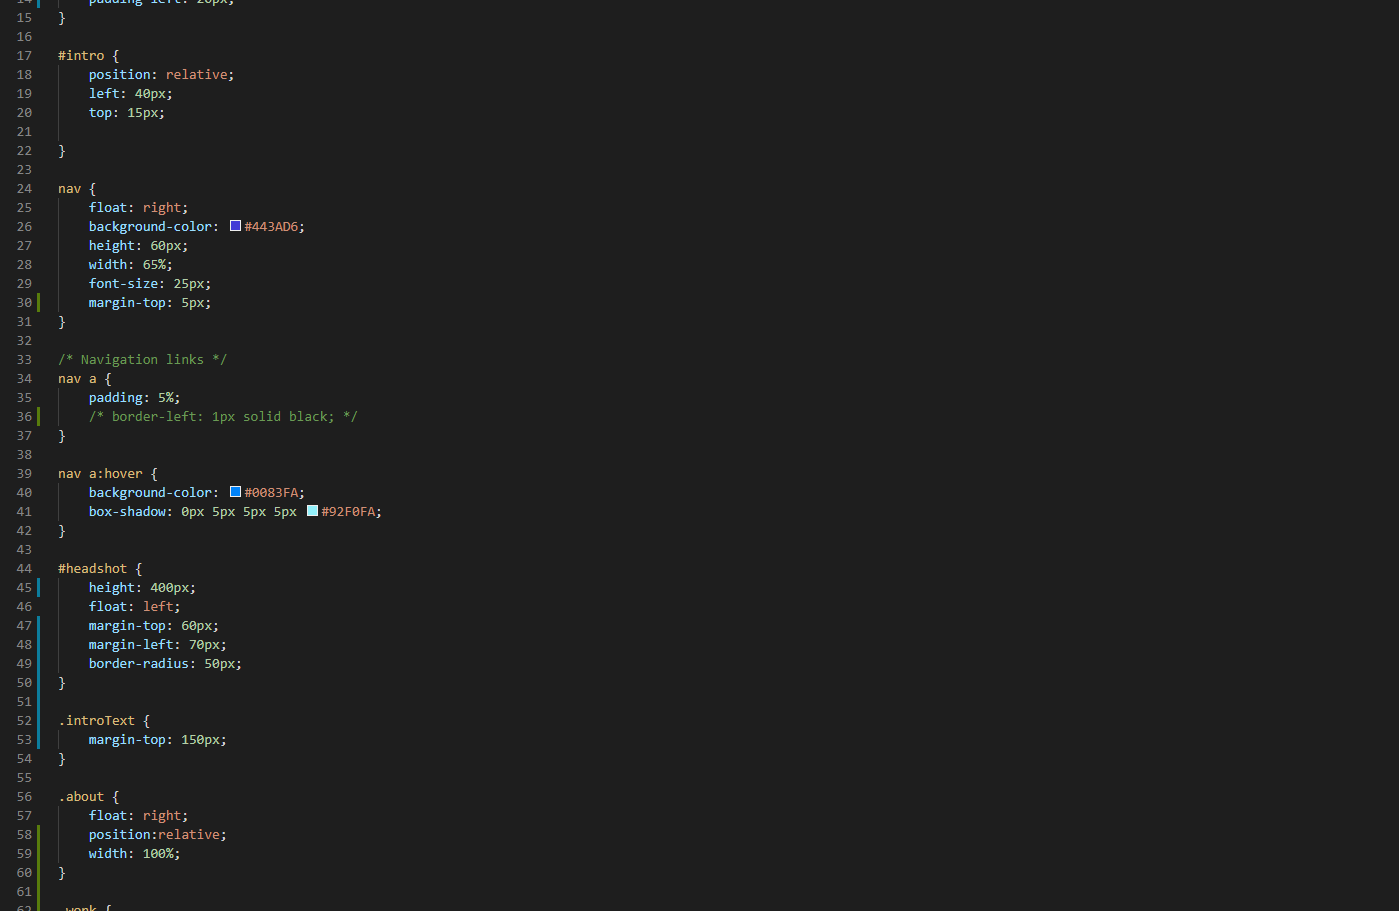 14 padding-left: 20px;
15 }
16
17 #intro {
18 position: relative;
19 left: 40px;
20 top: 15px;
21
22 }
23
24 nav {
25 float: right;
26 background-color: #443AD6;
27 height: 60px;
28 width: 65%;
29 font-size: 25px;
30 margin-top: 5px;
31 }
32
33 /* Navigation links */
34 nav a {
35 padding: 5%;
36 /* border-left: 1px solid black; */
37 }
38
39 nav a:hover {
40 background-color: #0083FA;
41 box-shadow: 0px 5px 5px 5px #92F0FA;
42 }
43
44 #headshot {
45 height: 400px;
46 float: left;
47 margin-top: 60px;
48 margin-left: 70px;
49 border-radius: 50px;
50 }
51
52 .introText {
53 margin-top: 150px;
54 }
55
56 .about {
57 float: right;
58 position:relative;
59 width: 100%;
60 }
61
62 .work {